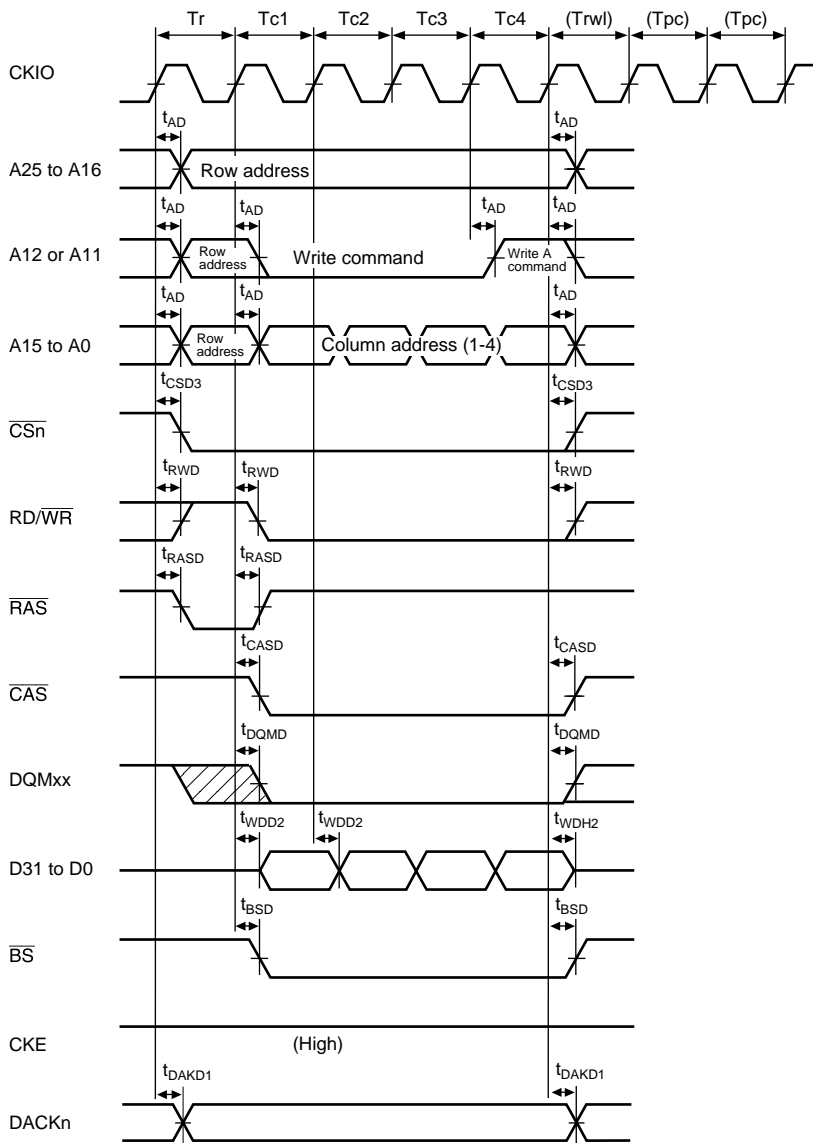 Tr Tc1 Tc2 Tc3 Tc4 (Trwl) (Tpc) (Tpc)
CKIO
tAD tAD
A25 to A16 Row address
tAD tAD tAD tAD
A12 or A11 Row address Write command Write A command
tAD tAD tAD
A15 to A0 Row address Column address (1-4)
tCSD3 tCSD3
CSn
tRWD tRWD tRWD
RD/WR
tRASD tRASD
RAS
tCASD tCASD
CAS
tDQMD tDQMD
DQMxx
tWDD2 tWDD2 tWDH2
D31 to D0
tBSD tBSD
BS
CKE (High)
tDAKD1 tDAKD1
DACKn